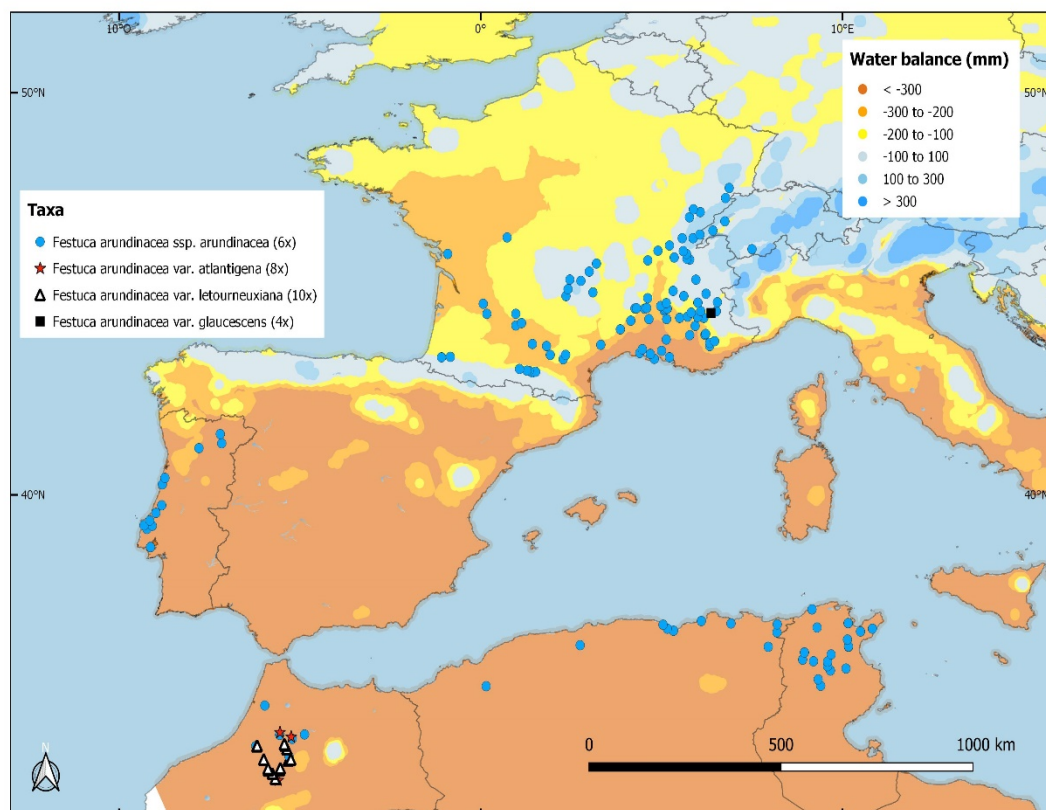 10°W
0°
10°E
50°N
50°N
Water balance (mm)
< -300
-300 to -200
-200 to -100
-100 to 100
100 to 300
> 300
Taxa
Festuca arundinacea ssp. arundinacea (6x)
Festuca arundinacea var. atlantigena (8x)
Festuca arundinacea var. letourneuxiana (10x)
Festuca arundinacea var. glaucescens (4x)
40°N
40°N
N
0
500
1000 km